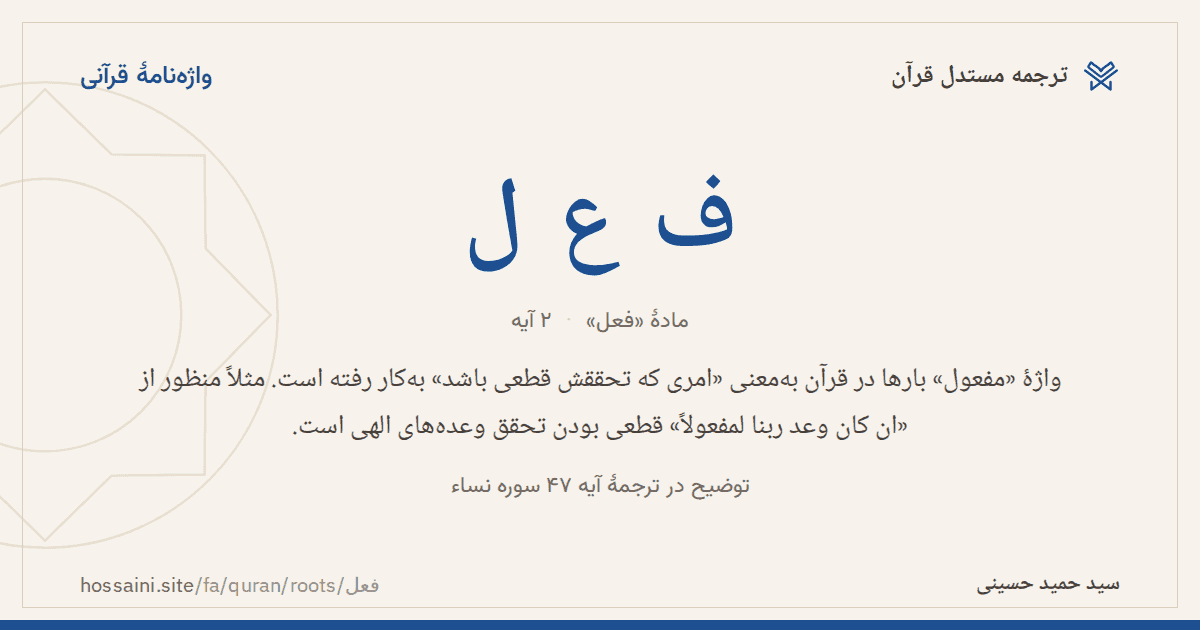 ترجمه مستدل قرآن
واژه‌نامهٔ قرآنی
ف ع ل
مادهٔ «فعل» · ۲ آیه
واژهٔ «مفعول» بارها در قرآن به‌معنی «امری که تحققش قطعی باشد» به‌کار رفته است. مثلاً منظور از
«ان کان وعد ربنا لمفعولاً» قطعی بودن تحقق وعده‌های الهی است.
توضیح در ترجمهٔ آیه ۴۷ سوره نساء
سید حمید حسینی
hossaini.site/fa/quran/roots/فعل